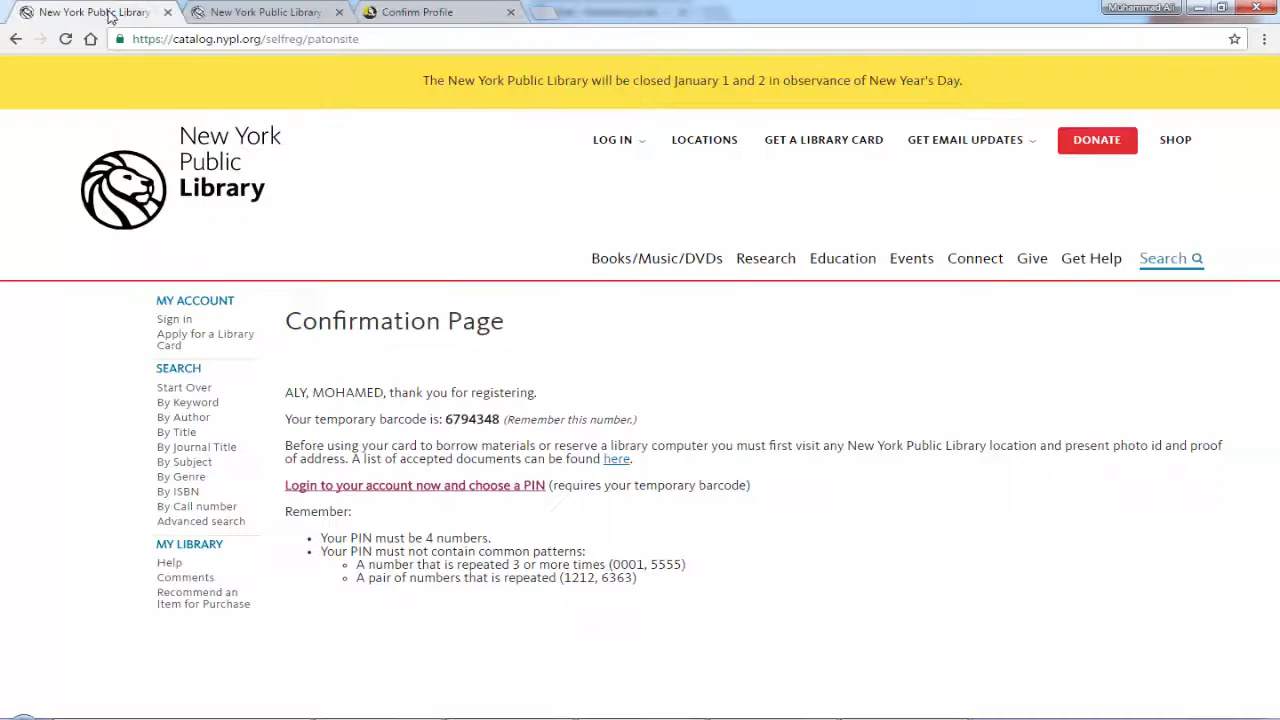 New York Public Library
New York Public Library
Confirm Profile
Muhammad Ali
https://catalog.nypl.org/selfreg/patonsite
The New York Public Library will be closed January 1 and 2 in observance of New Year's Day.
New York
Public
Library
LOG IN
LOCATIONS
GET A LIBRARY CARD
GET EMAIL UPDATES
DONATE
SHOP
Books/Music/DVDs
Research
Education
Events
Connect
Give
Get Help
Search
MY ACCOUNT
Sign in
Apply for a Library
Card
SEARCH
Start Over
By Keyword
By Author
By Title
By Journal Title
By Subject
By Genre
By ISBN
By Call number
Advanced search
MY LIBRARY
Help
Comments
Recommend an
Item for Purchase
Confirmation Page
ALY, MOHAMED, thank you for registering.
Your temporary barcode is: 6794348 (Remember this number.)
Before using your card to borrow materials or reserve a library computer you must first visit any New York Public Library location and present photo id and proof
of address. A list of accepted documents can be found here.
Login to your account now and choose a PIN (requires your temporary barcode)
Remember:
• Your PIN must be 4 numbers.
• Your PIN must not contain common patterns:
◦ A number that is repeated 3 or more times (0001, 5555)
◦ A pair of numbers that is repeated (1212, 6363)